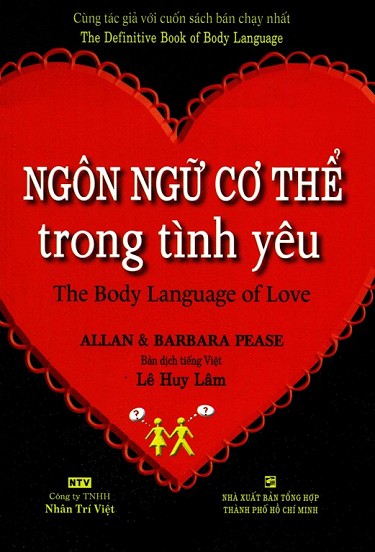 Cùng tác giả với cuốn sách bán chạy nhất
The Definitive Book of Body Language
NGÔN NGỮ CƠ THỂ
trong tình yêu
The Body Language of Love
ALLAN & BARBARA PEASE
Bản dịch tiếng Việt
Lê Huy Lâm
?
?
NTV
Công ty TNHH
Nhân Trí Việt
NHÀ XUẤT BẢN TỔNG HỢP
THÀNH PHỐ HỒ CHÍ MINH